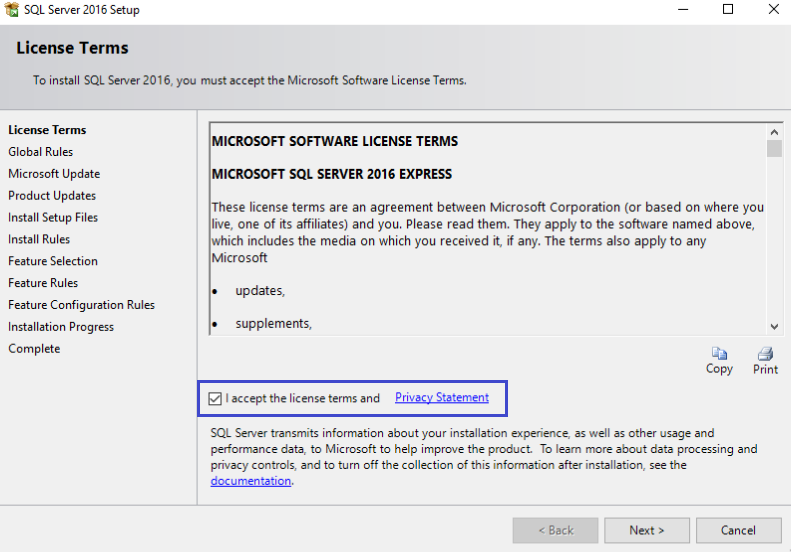 SQL Server 2016 Setup
License Terms
To install SQL Server 2016, you must accept the Microsoft Software License Terms.
License Terms
Global Rules
Microsoft Update
Product Updates
Install Setup Files
Install Rules
Feature Selection
Feature Rules
Feature Configuration Rules
Installation Progress
Complete
MICROSOFT SOFTWARE LICENSE TERMS
MICROSOFT SQL SERVER 2016 EXPRESS
These license terms are an agreement between Microsoft Corporation (or based on where you
live, one of its affiliates) and you. Please read them. They apply to the software named above,
which includes the media on which you received it, if any. The terms also apply to any
Microsoft
• updates,
• supplements,
Copy
Print
I accept the license terms and Privacy Statement
SQL Server transmits information about your installation experience, as well as other usage and
performance data, to Microsoft to help improve the product. To learn more about data processing and
privacy controls, and to turn off the collection of this information after installation, see the
documentation.
< Back
Next >
Cancel